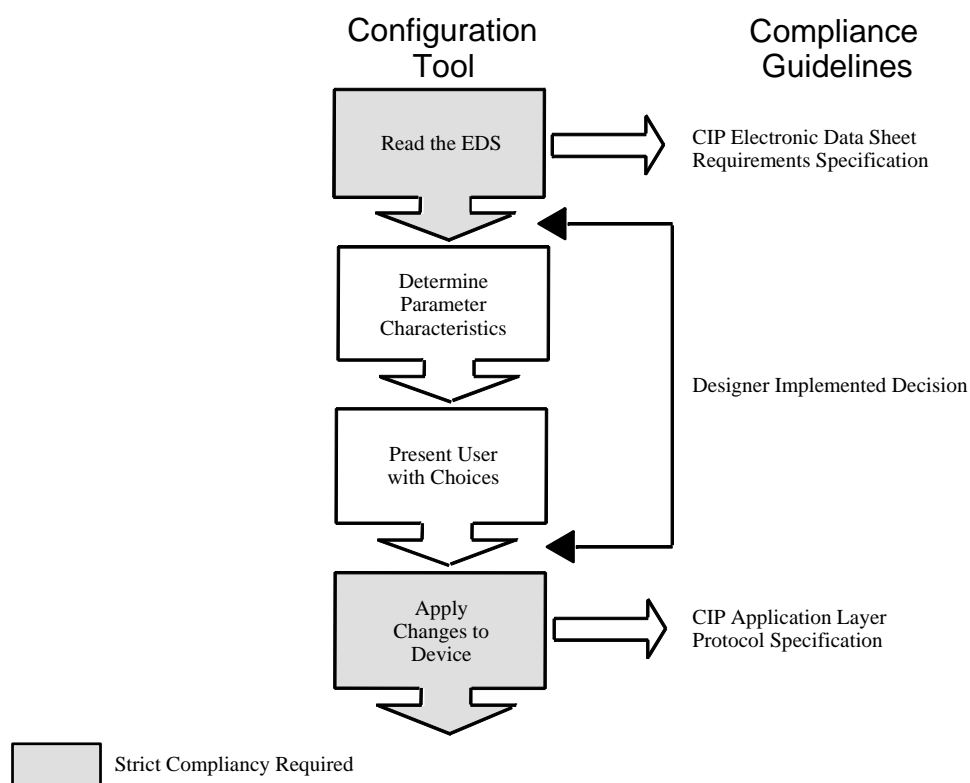 Configuration
Tool
Compliance
Guidelines
Read the EDS
CIP Electronic Data Sheet
Requirements Specification
Determine
Parameter
Characteristics
Designer Implemented Decision
Present User
with Choices
Apply
Changes to
Device
CIP Application Layer
Protocol Specification
Strict Compliancy Required